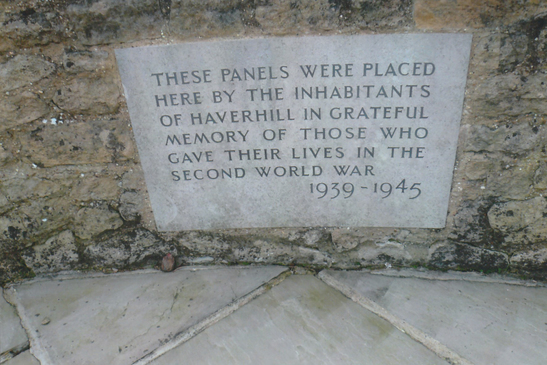 THESE PANELS WERE PLACED
HERE BY THE INHABITANTS
OF HAVERHILL IN GRATEFUL
MEMORY OF THOSE WHO
GAVE THEIR LIVES IN THE
SECOND WORLD WAR
1939-1945